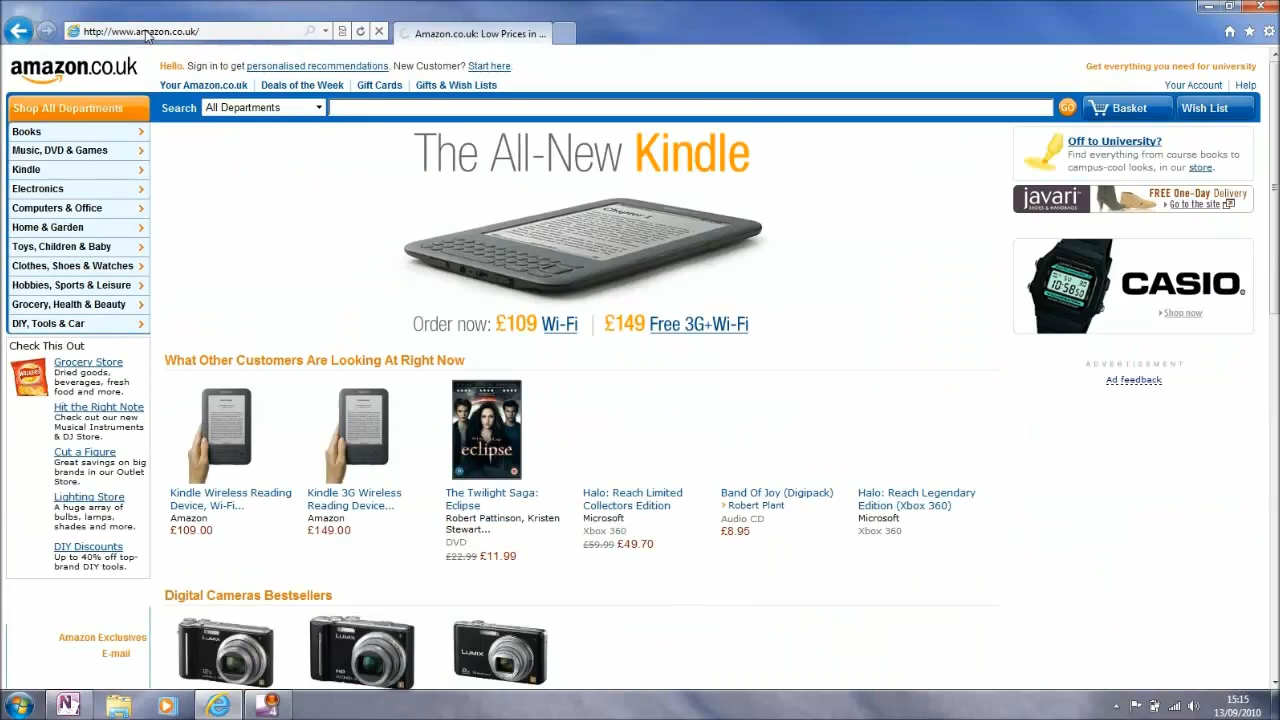 http://www.amazon.co.uk/
Amazon.co.uk: Low Prices in ...
amazon.co.uk
Hello. Sign in to get personalised recommendations. New Customer? Start here.
Get everything you need for university
Your Amazon.co.uk | Deals of the Week | Gift Cards | Gifts & Wish Lists
Your Account | Help
Shop All Departments
Search All Departments GO Basket Wish List
Books
Music, DVD & Games
Kindle
Electronics
Computers & Office
Home & Garden
Toys, Children & Baby
Clothes, Shoes & Watches
Hobbies, Sports & Leisure
Grocery, Health & Beauty
DIY, Tools & Car
Check This Out
Grocery Store
Dried goods,
beverages, fresh
food and more.
Hit the Right Note
Check out our new
Musical Instruments
& DJ Store.
Cut a Figure
Great savings on big
brands in our Outlet
Store.
Lighting Store
A huge array of
bulbs, lamps,
shades and more.
DIY Discounts
Up to 40% off top-
brand DIY tools.
Amazon Exclusives
E-mail
The All-New Kindle
Chapter 1
Order now: £109 Wi-Fi | £149 Free 3G+Wi-Fi
What Other Customers Are Looking At Right Now
eclipse
Kindle Wireless Reading
Device, Wi-Fi...
Amazon
£109.00
Kindle 3G Wireless
Reading Device...
Amazon
£149.00
The Twilight Saga:
Eclipse
Robert Pattinson, Kristen
Stewart...
DVD
£22.99 £11.99
Halo: Reach Limited
Collectors Edition
Microsoft
Xbox 360
£59.99 £49.70
Band Of Joy (Digipack)
› Robert Plant
Audio CD
£8.95
Halo: Reach Legendary
Edition (Xbox 360)
Microsoft
Xbox 360
Digital Cameras Bestsellers
LUMIX
LUMIX
LUMIX
Off to University?
Find everything from course books to
campus-cool looks, in our store.
javari
SHOES & HANDBAGS
FREE One-Day Delivery
Go to the site
10:58 50
CASIO.
Shop now
ADVERTISEMENT
Ad feedback
15:15
13/09/2010